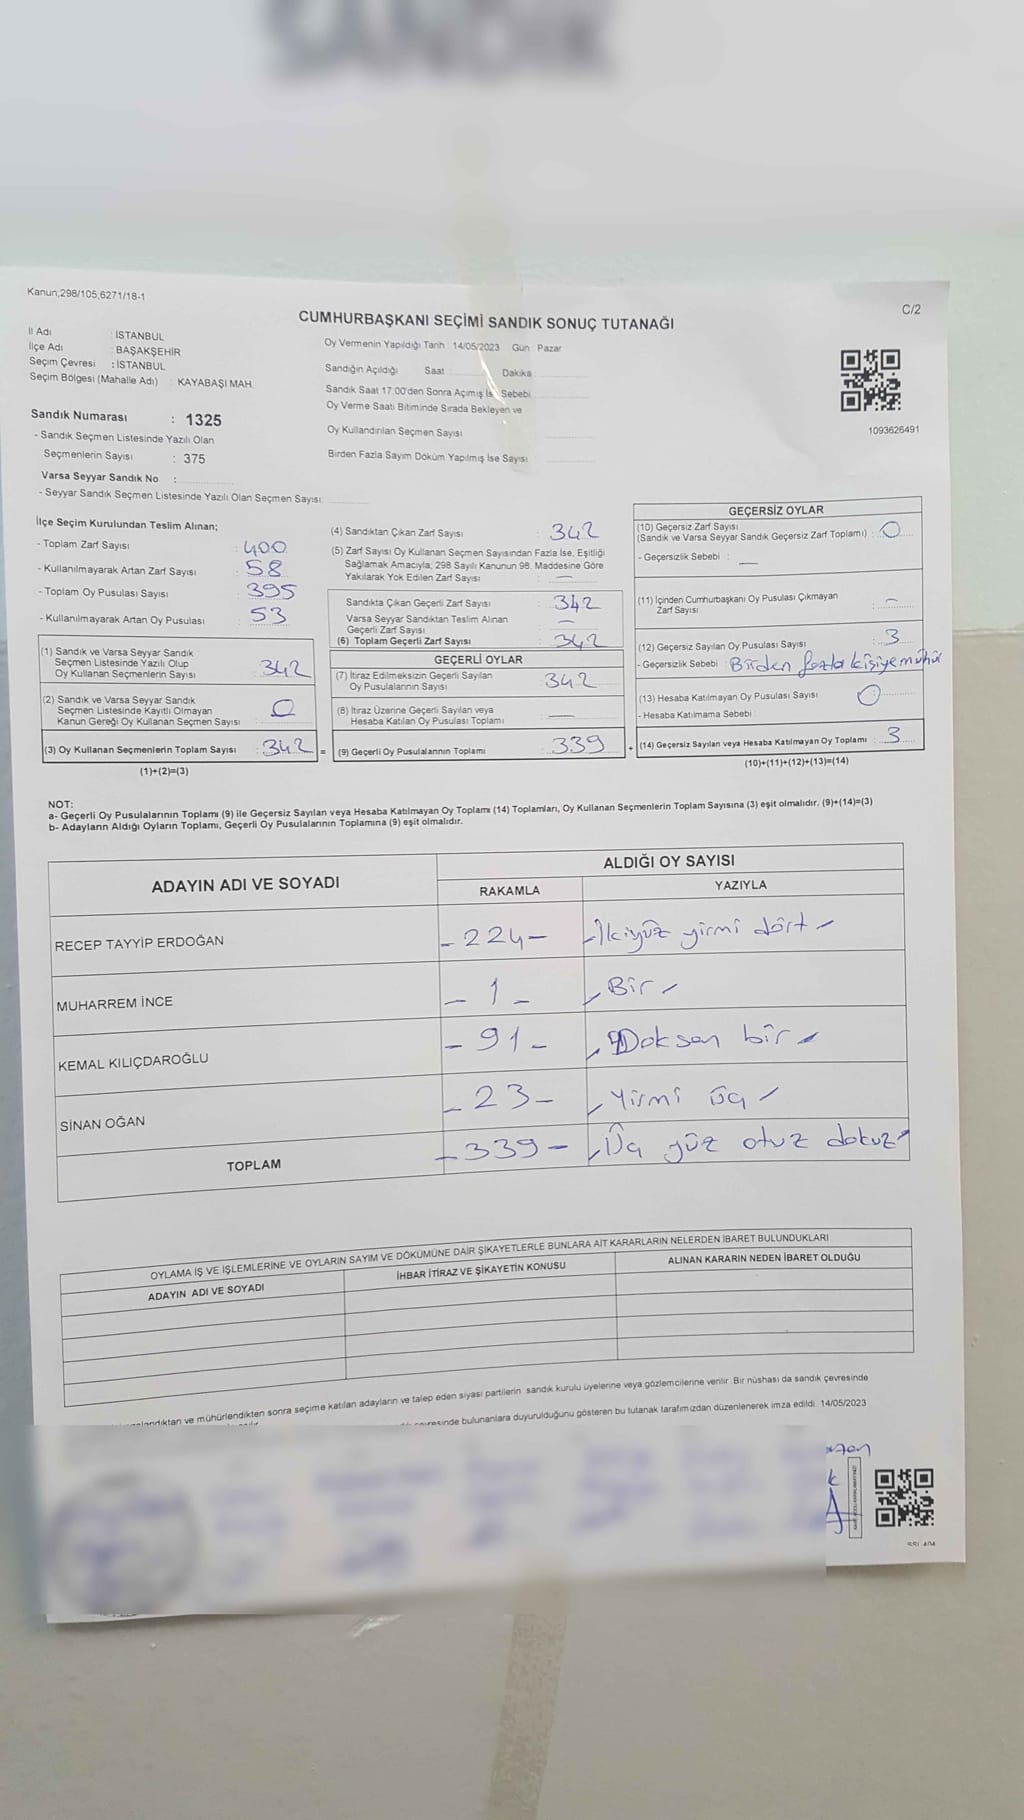 SANDIK
Kanun;298/105;6271/18-1
C/2
CUMHURBAŞKANI SEÇİMİ SANDIK SONUÇ TUTANAĞI
İl Adı : İSTANBUL
İlçe Adı : BAŞAKŞEHİR
Seçim Çevresi : İSTANBUL
Seçim Bölgesi (Mahalle Adı) : KAYABAŞI MAH.
Sandık Numarası : 1325
- Sandık Seçmen Listesinde Yazılı Olan
Seçmenlerin Sayısı : 375
Varsa Seyyar Sandık No :
- Seyyar Sandık Seçmen Listesinde Yazılı Olan Seçmen Sayısı:
Oy Vermenin Yapıldığı Tarih : 14/05/2023 Gün : Pazar
Sandığın Açıldığı Saat Dakika
Sandık Saat 17.00'den Sonra Açımış İse Sebebi
Oy Verme Saati Bitiminde Sırada Bekleyen ve
Oy Kullandırılan Seçmen Sayısı
Birden Fazla Sayım Döküm Yapılmış İse Sayısı
1093626491
İlçe Seçim Kurulundan Teslim Alınan;
- Toplam Zarf Sayısı : 400
- Kullanılmayarak Artan Zarf Sayısı : 58
- Toplam Oy Pusulası Sayısı : 395
- Kullanılmayarak Artan Oy Pusulası : 53
(1) Sandık ve Varsa Seyyar Sandık
Seçmen Listesinde Yazılı Olup
Oy Kullanan Seçmenlerin Sayısı : 342
(2) Sandık ve Varsa Seyyar Sandık
Seçmen Listesinde Kayıtlı Olmayan
Kanun Gereği Oy Kullanan Seçmen Sayısı : 0
(3) Oy Kullanan Seçmenlerin Toplam Sayısı : 342 =
(1)+(2)=(3)
(4) Sandıktan Çıkan Zarf Sayısı : 342
(5) Zarf Sayısı Oy Kullanan Seçmen Sayısından Fazla İse, Eşitliği
Sağlamak Amacıyla, 298 Sayılı Kanunun 98. Maddesine Göre
Yakılarak Yok Edilen Zarf Sayısı : —
Sandıkta Çıkan Geçerli Zarf Sayısı : 342
Varsa Seyyar Sandıktan Teslim Alınan
Geçerli Zarf Sayısı : —
(6) Toplam Geçerli Zarf Sayısı : 342
GEÇERLİ OYLAR
(7) İtiraz Edilmeksizin Geçerli Sayılan
Oy Pusulalarının Sayısı : 342
(8) İtiraz Üzerine Geçerli Sayılan veya
Hesaba Katılan Oy Pusulası Toplamı : —
(9) Geçerli Oy Pusulalarının Toplamı : 339 +
GEÇERSİZ OYLAR
(10) Geçersiz Zarf Sayısı
(Sandık ve Varsa Seyyar Sandık Geçersiz Zarf Toplamı) : 0
- Geçersizlik Sebebi : —
(11) İçinden Cumhurbaşkanı Oy Pusulası Çıkmayan
Zarf Sayısı : —
(12) Geçersiz Sayılan Oy Pusulası Sayısı : 3
- Geçersizlik Sebebi : Birden fazla kişiye mühür
(13) Hesaba Katılmayan Oy Pusulası Sayısı : 0
- Hesaba Katılmama Sebebi
(14) Geçersiz Sayılan veya Hesaba Katılmayan Oy Toplamı : 3
(10)+(11)+(12)+(13)=(14)
NOT:
a- Geçerli Oy Pusulalarının Toplamı (9) ile Geçersiz Sayılan veya Hesaba Katılmayan Oy Toplamı (14) Toplamları, Oy Kullanan Seçmenlerin Toplam Sayısına (3) eşit olmalıdır. (9)+(14)=(3)
b- Adayların Aldığı Oyların Toplamı, Geçerli Oy Pusulalarının Toplamına (9) eşit olmalıdır.
ADAYIN ADI VE SOYADI ALDIĞI OY SAYISI
RAKAMLA YAZIYLA
RECEP TAYYİP ERDOĞAN - 224 - - İkiyüz yirmi dört -
MUHARREM İNCE - 1 - - Bir -
KEMAL KILIÇDAROĞLU - 91 - - Doksan bir -
SİNAN OĞAN - 23 - - Yirmi üç -
TOPLAM - 339 - - Üç yüz otuz dokuz -
OYLAMA İŞ VE İŞLEMLERİNE VE OYLARIN SAYIM VE DÖKÜMÜNE DAİR ŞİKAYETLERLE BUNLARA AİT KARARLARIN NELERDEN İBARET BULUNDUKLARI
ADAYIN ADI VE SOYADI İHBAR İTİRAZ VE ŞİKAYETİN KONUSU ALINAN KARARIN NEDEN İBARET OLDUĞU
mühürlendikten sonra seçime katılan adayların ve talep eden siyasi partilerin sandık kurulu üyelerine veya gözlemcilerine verilir. Bir nüshası da sandık çevresinde
bulunanlara duyurulduğunu gösteren bu tutanak tarafımızdan düzenlenerek imza edildi. 14/05/2023